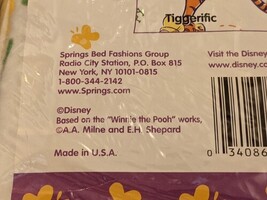 Tiggerific
Springs Bed Fashions Group
Radio City Station, P.O. Box 815
New York, NY 10101-0815
1-800-344-2142
www.Springs.com
Visit the Disney
www.disney.co
©Disney
Based on the "Winnie the Pooh" works,
©A.A. Milne and E.H. Shepard
Made in U.S.A.
0 34086